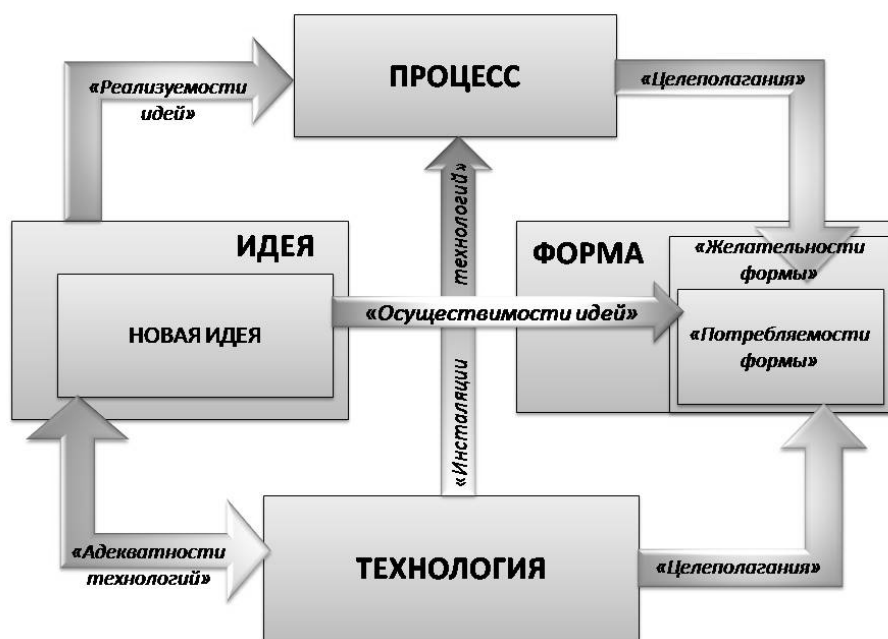 ПРОЦЕСС
«Реализуемости
идей»
«Целеполагания»
технологий»
ИДЕЯ
НОВАЯ ИДЕЯ
«Осуществимости идей»
ФОРМА
«Желательности
формы»
«Потребляемости
формы»
«Инсталяции
«Адекватности
технологий»
ТЕХНОЛОГИЯ
«Целеполагания»